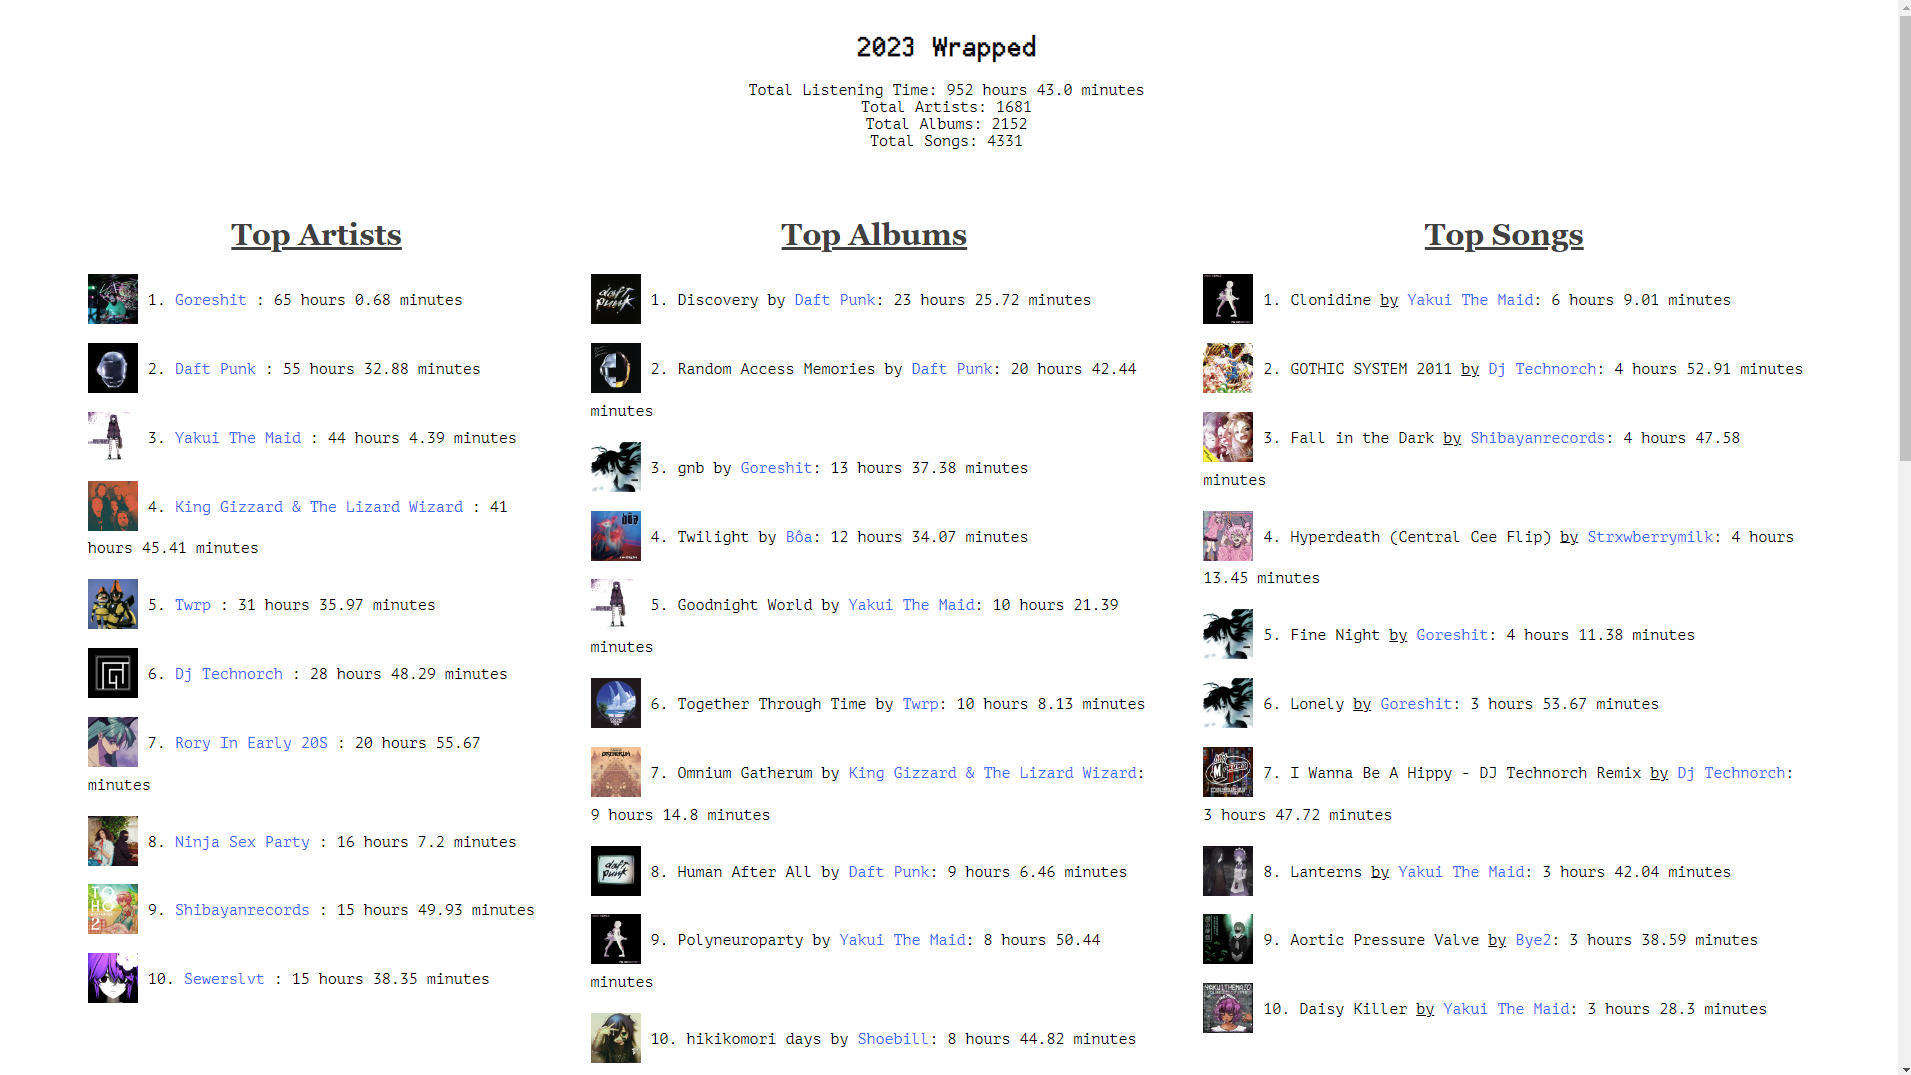 2023 Wrapped
Total Listening Time: 952 hours 43.0 minutes
Total Artists: 1681
Total Albums: 2152
Total Songs: 4331
Top Artists
1. Goreshit : 65 hours 0.68 minutes
2. Daft Punk : 55 hours 32.88 minutes
3. Yakui The Maid : 44 hours 4.39 minutes
4. King Gizzard & The Lizard Wizard : 41
hours 45.41 minutes
5. Twrp : 31 hours 35.97 minutes
6. Dj Technorch : 28 hours 48.29 minutes
7. Rory In Early 20S : 20 hours 55.67
minutes
8. Ninja Sex Party : 16 hours 7.2 minutes
9. Shibayanrecords : 15 hours 49.93 minutes
10. Sewerslvt : 15 hours 38.35 minutes
Top Albums
daft punk
1. Discovery by Daft Punk: 23 hours 25.72 minutes
2. Random Access Memories by Daft Punk: 20 hours 42.44
minutes
3. gnb by Goreshit: 13 hours 37.38 minutes
bôa
4. Twilight by Bôa: 12 hours 34.07 minutes
5. Goodnight World by Yakui The Maid: 10 hours 21.39
minutes
6. Together Through Time by Twrp: 10 hours 8.13 minutes
7. Omnium Gatherum by King Gizzard & The Lizard Wizard:
9 hours 14.8 minutes
daft punk
8. Human After All by Daft Punk: 9 hours 6.46 minutes
9. Polyneuroparty by Yakui The Maid: 8 hours 50.44
minutes
10. hikikomori days by Shoebill: 8 hours 44.82 minutes
Top Songs
1. Clonidine by Yakui The Maid: 6 hours 9.01 minutes
2. GOTHIC SYSTEM 2011 by Dj Technorch: 4 hours 52.91 minutes
3. Fall in the Dark by Shibayanrecords: 4 hours 47.58
minutes
4. Hyperdeath (Central Cee Flip) by Strxwberrymilk: 4 hours
13.45 minutes
5. Fine Night by Goreshit: 4 hours 11.38 minutes
6. Lonely by Goreshit: 3 hours 53.67 minutes
7. I Wanna Be A Hippy - DJ Technorch Remix by Dj Technorch:
3 hours 47.72 minutes
8. Lanterns by Yakui The Maid: 3 hours 42.04 minutes
9. Aortic Pressure Valve by Bye2: 3 hours 38.59 minutes
10. Daisy Killer by Yakui The Maid: 3 hours 28.3 minutes